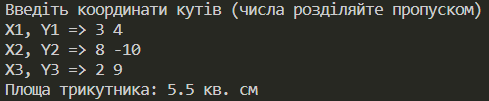 Введіть координати кутів (числа розділяйте пропуском)
X1, Y1 => 3 4
X2, Y2 => 8 -10
X3, Y3 => 2 9
Площа трикутника: 5.5 кв. см